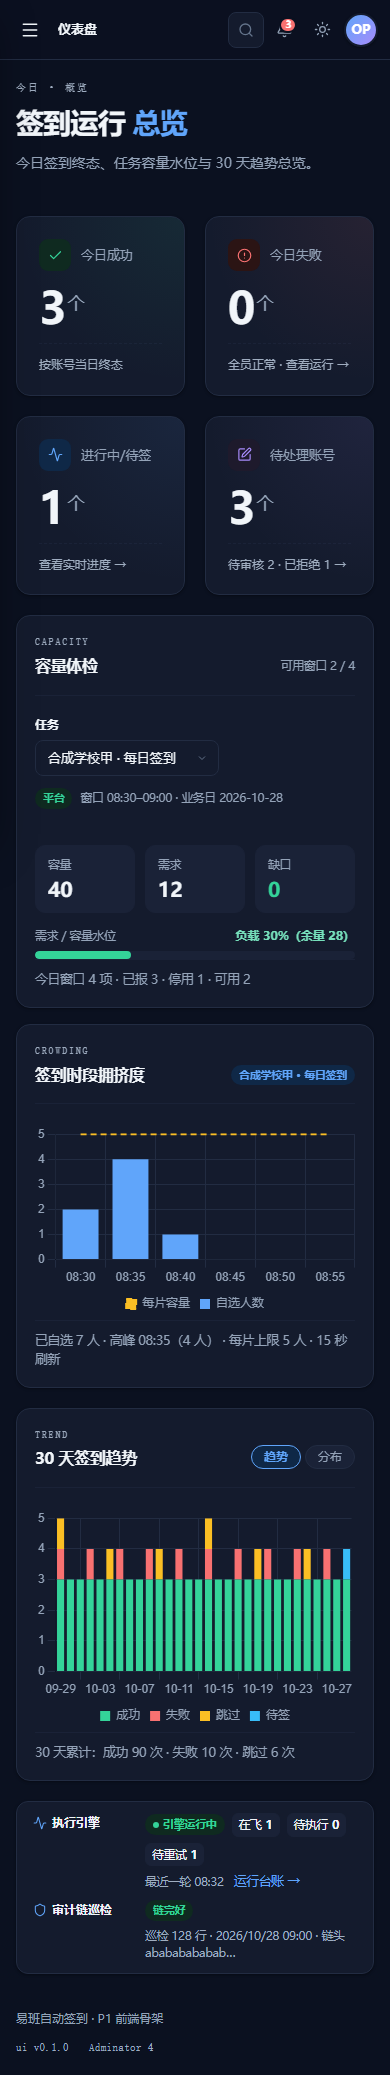 仪表盘
3
OP
今日 • 概览
签到运行 总览
今日签到终态、任务容量水位与 30 天趋势总览。
今日成功
3个
按账号当日终态
今日失败
0个
全员正常 · 查看运行 →
进行中/待签
1个
查看实时进度 →
待处理账号
3个
待审核 2 · 已拒绝 1 →
CAPACITY
容量体检
可用窗口 2 / 4
任务
合成学校甲 · 每日签到
平台 窗口 08:30–09:00 · 业务日 2026-10-28
容量
40
需求
12
缺口
0
需求 / 容量水位
负载 30%（余量 28）
今日窗口 4 项 · 已报 3 · 停用 1 · 可用 2
CROWDING
签到时段拥挤度
合成学校甲 • 每日签到
5
4
3
2
1
0
08:30 08:35 08:40 08:45 08:50 08:55
每片容量 自选人数
已自选 7 人 · 高峰 08:35（4 人） · 每片上限 5 人 · 15 秒
刷新
TREND
30 天签到趋势
趋势 分布
5
4
3
2
1
0
09-29 10-03 10-07 10-11 10-15 10-19 10-23 10-27
成功 失败 跳过 待签
30 天累计：成功 90 次 · 失败 10 次 · 跳过 6 次
执行引擎
引擎运行中 在飞 1 待执行 0
待重试 1
最近一轮 08:32 运行台账 →
审计链巡检
链完好
巡检 128 行 · 2026/10/28 09:00 · 链头
abababababab…
易班自动签到 · P1 前端骨架
ui v0.1.0 Adminator 4